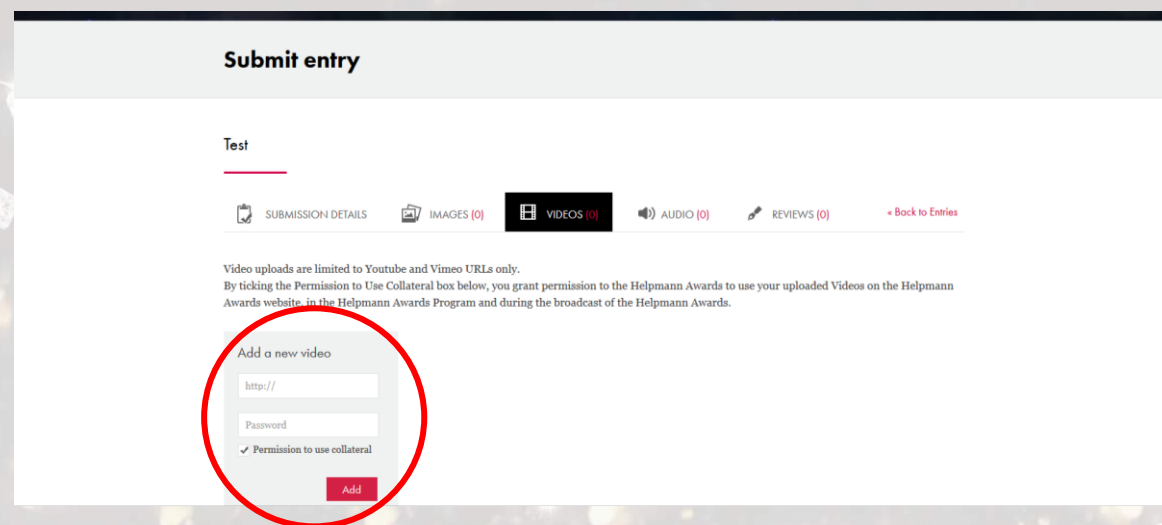 Submit entry
Test
SUBMISSION DETAILS IMAGES (0) VIDEOS (0) AUDIO (0) REVIEWS (0) « Back to Entries
Video uploads are limited to Youtube and Vimeo URLs only.
By ticking the Permission to Use Collateral box below, you grant permission to the Helpmann Awards to use your uploaded Videos on the Helpmann
Awards website, in the Helpmann Awards Program and during the broadcast of the Helpmann Awards.
Add a new video
http://
Password
Permission to use collateral
Add